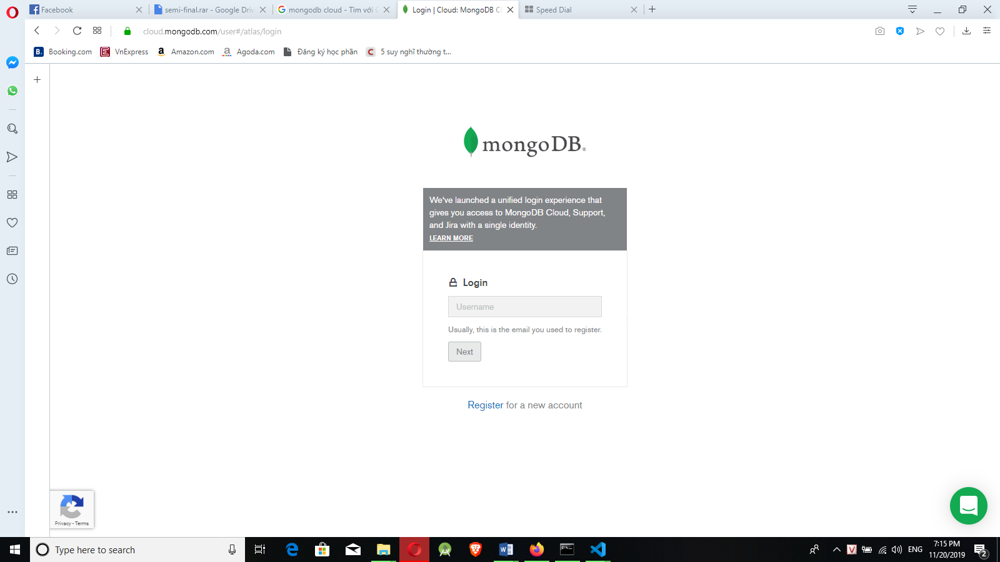 Facebook
semi-final.rar - Google Driv
mongodb cloud - Tìm với
Login | Cloud: MongoDB Cl
Speed Dial
cloud.mongodb.com/user#/atlas/login
Booking.com
VnExpress
Amazon.com
Agoda.com
Đăng ký học phần
5 suy nghĩ thường t...
mongoDB®
We've launched a unified login experience that
gives you access to MongoDB Cloud, Support,
and Jira with a single identity.
LEARN MORE
Login
Username
Usually, this is the email you used to register.
Next
Register for a new account
Privacy - Terms
Type here to search
ENG
7:15 PM
11/20/2019
2